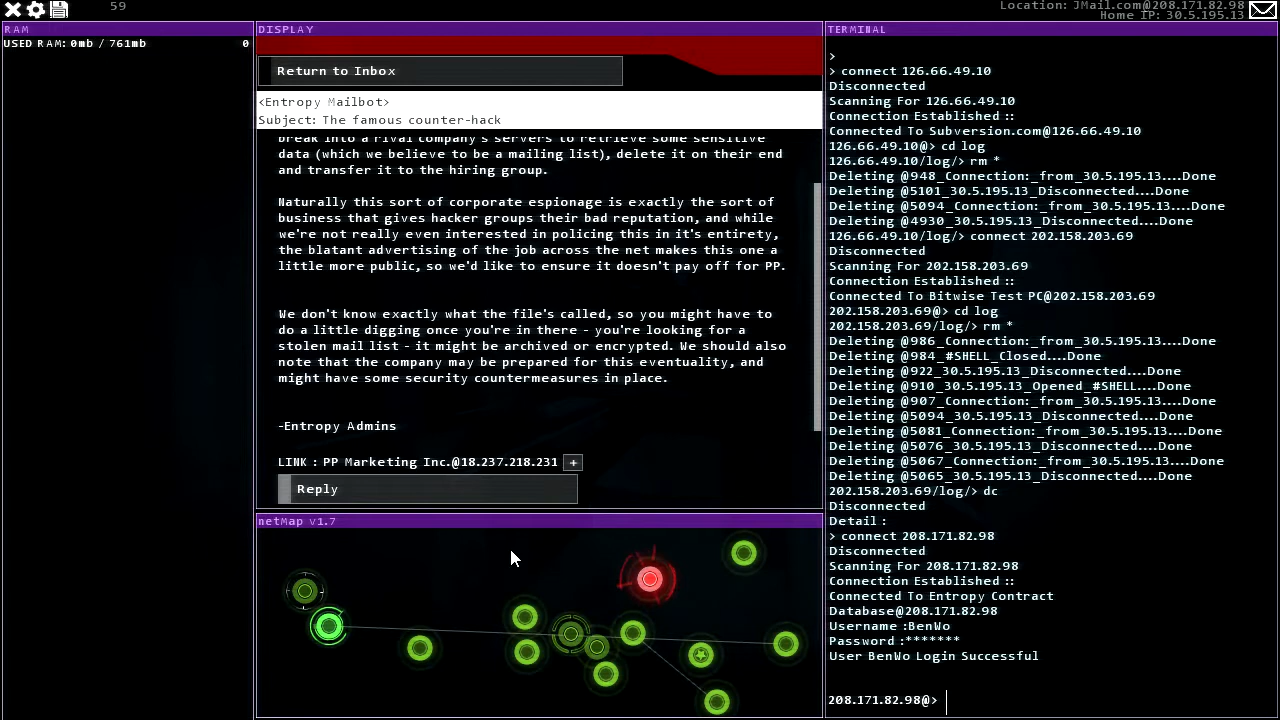 59
Location: JMail.com@208.171.82.98
Home IP: 30.5.195.13
RAM
USED RAM: 0mb / 761mb 0
DISPLAY
Return to Inbox
<Entropy Mailbot>
Subject: The famous counter-hack
break into a rival company's servers to retrieve some sensitive
data (which we believe to be a mailing list), delete it on their end
and transfer it to the hiring group.
Naturally this sort of corporate espionage is exactly the sort of
business that gives hacker groups their bad reputation, and while
we're not really even interested in policing this in it's entirety,
the blatant advertising of the job across the net makes this one a
little more public, so we'd like to ensure it doesn't pay off for PP.
We don't know exactly what the file's called, so you might have to
do a little digging once you're in there - you're looking for a
stolen mail list - it might be archived or encrypted. We should also
note that the company may be prepared for this eventuality, and
might have some security countermeasures in place.
-Entropy Admins
LINK : PP Marketing Inc.@18.237.218.231 +
Reply
netMap v1.7
TERMINAL
>
> connect 126.66.49.10
Disconnected
Scanning For 126.66.49.10
Connection Established ::
Connected To Subversion.com@126.66.49.10
126.66.49.10@> cd log
126.66.49.10/log/> rm *
Deleting @948_Connection:_from_30.5.195.13....Done
Deleting @5101_30.5.195.13_Disconnected....Done
Deleting @5094_Connection:_from_30.5.195.13....Done
Deleting @4930_30.5.195.13_Disconnected....Done
126.66.49.10/log/> connect 202.158.203.69
Disconnected
Scanning For 202.158.203.69
Connection Established ::
Connected To Bitwise Test PC@202.158.203.69
202.158.203.69@> cd log
202.158.203.69/log/> rm *
Deleting @986_Connection:_from_30.5.195.13....Done
Deleting @984_#SHELL_Closed....Done
Deleting @922_30.5.195.13_Disconnected....Done
Deleting @910_30.5.195.13_Opened_#SHELL....Done
Deleting @907_Connection:_from_30.5.195.13....Done
Deleting @5094_30.5.195.13_Disconnected....Done
Deleting @5081_Connection:_from_30.5.195.13....Done
Deleting @5076_30.5.195.13_Disconnected....Done
Deleting @5067_Connection:_from_30.5.195.13....Done
Deleting @5065_30.5.195.13_Disconnected....Done
202.158.203.69/log/> dc
Disconnected
Detail :
> connect 208.171.82.98
Disconnected
Scanning For 208.171.82.98
Connection Established ::
Connected To Entropy Contract
Database@208.171.82.98
Username :BenWo
Password :*******
User BenWo Login Successful
208.171.82.98@>